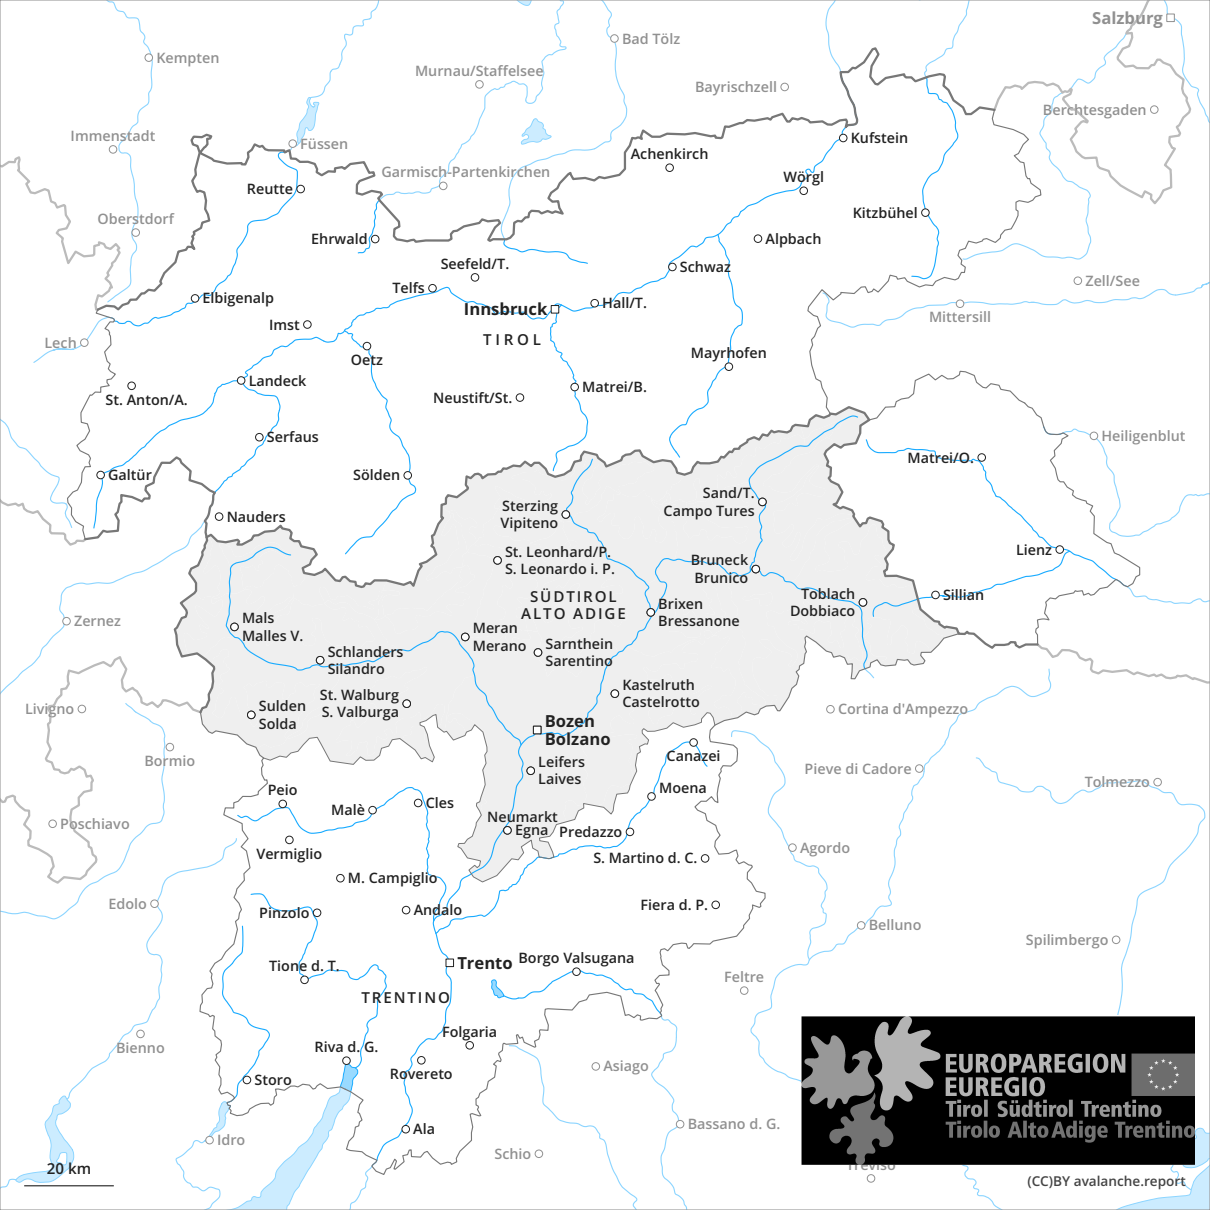 Salzburg
Bad Tölz
Kempten
Murnau/Staffelsee
Bayrischzell
Berchtesgaden
Immenstadt
Füssen
Kufstein
Achenkirch
Garmisch-Partenkirchen
Wörgl
Reutte
Oberstdorf
Kitzbühel
Ehrwald
Alpbach
Seefeld/T.
Schwaz
Zell/See
Telfs
Elbigenalp
Hall/T.
Innsbruck
Mittersill
Imst
TIROL
Lech
Oetz
Mayrhofen
Landeck
Matrei/B.
St. Anton/A.
Neustift/St.
Serfaus
Heiligenblut
Matrei/O.
Galtür
Sölden
Sand/T.
Campo Tures
Sterzing
Vipiteno
Nauders
Lienz
St. Leonhard/P.
S. Leonardo i. P.
Bruneck
Brunico
SÜDTIROL
ALTO ADIGE
Toblach
Dobbiaco
Sillian
Brixen
Bressanone
Zernez
Mals
Malles V.
Meran
Merano
Sarnthein
Sarentino
Schlanders
Silandro
Kastelruth
Castelrotto
St. Walburg
S. Valburga
Sulden
Solda
Livigno
Cortina d'Ampezzo
Bozen
Bolzano
Bormio
Canazei
Leifers
Laives
Pieve di Cadore
Tolmezzo
Peio
Moena
Malè
Cles
Neumarkt
Egna
Poschiavo
Predazzo
Agordo
Vermiglio
S. Martino d. C.
M. Campiglio
Edolo
Fiera d. P.
Pinzolo
Andalo
Belluno
Spilimbergo
Borgo Valsugana
Trento
Tione d. T.
Feltre
TRENTINO
Folgaria
Bienno
Riva d. G.
Asiago
Rovereto
Storo
EUROPAREGION
EUREGIO
Tirol Südtirol Trentino
Tirolo Alto Adige Trentino
Bassano d. G.
Ala
Idro
Schio
Treviso
20 km
(CC)BY avalanche.report